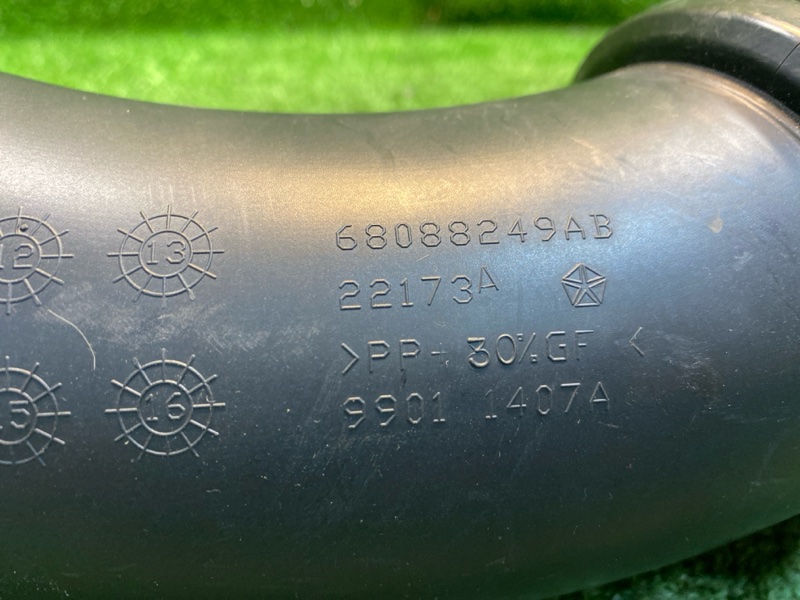 12
13
68088249AB
22173A
>PP- 30%GF <
15
16
9901 1407A